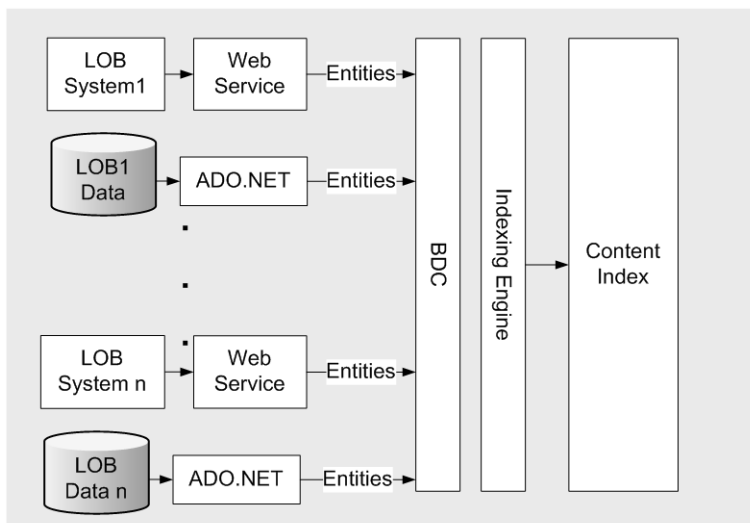 LOB
System1
Web
Service
Entities
LOB1
Data
ADO.NET
Entities
BDC
Indexing Engine
Content
Index
LOB
System n
Web
Service
Entities
LOB
Data n
ADO.NET
Entities